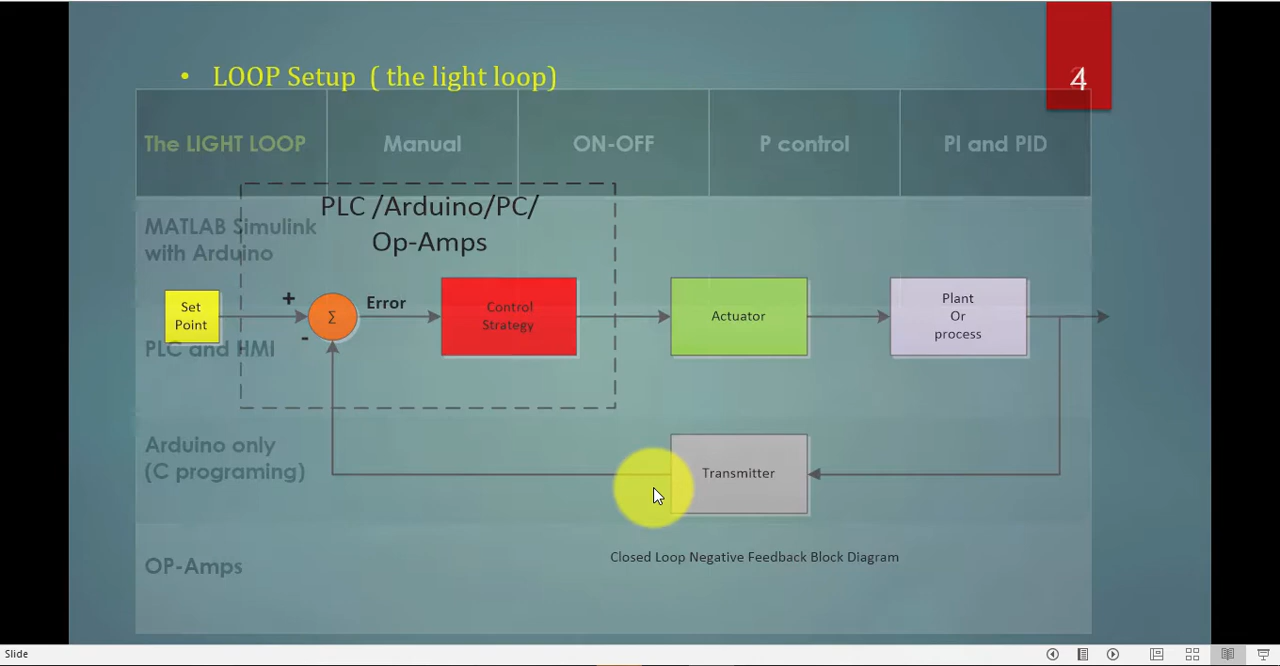 • LOOP Setup ( the light loop)
4
The LIGHT LOOP
Manual
ON-OFF
P control
PI and PID
PLC /Arduino/PC/
Op-Amps
MATLAB Simulink
with Arduino
Set
Point
+
-
Σ
Error
Control
Strategy
Actuator
Plant
Or
process
PLC and HMI
Arduino only
(C programing)
Transmitter
Closed Loop Negative Feedback Block Diagram
OP-Amps
Slide